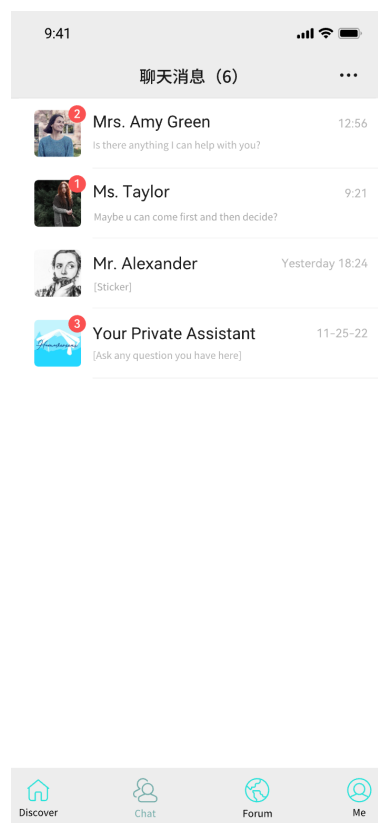 9:41
聊天消息（6）
2
Mrs. Amy Green
12:56
Is there anything I can help with you?
1
Ms. Taylor
9:21
Maybe u can come first and then decide?
Mr. Alexander
Yesterday 18:24
[Sticker]
3
Your Private Assistant
11-25-22
[Ask any question you have here]
Discover
Chat
Forum
Me